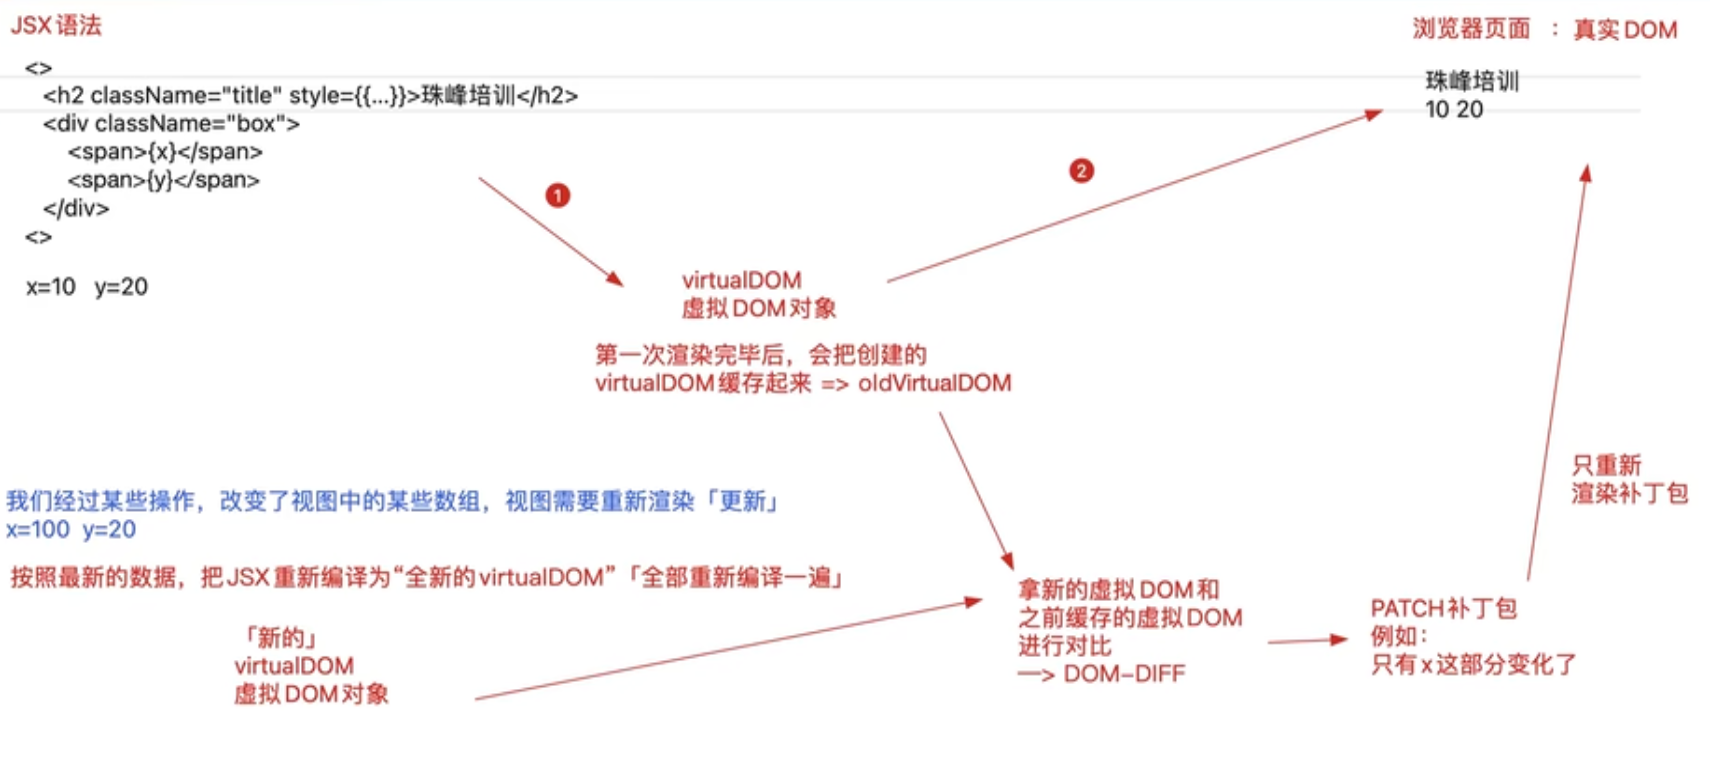 JSX语法
<>
<h2 className="title" style={{...}}>珠峰培训</h2>
<div className="box">
<span>{x}</span>
<span>{y}</span>
</div>
<>
x=10 y=20
浏览器页面 : 真实DOM
珠峰培训
10 20
1
2
virtualDOM
虚拟DOM对象
第一次渲染完毕后，会把创建的
virtualDOM缓存起来 => oldVirtualDOM
我们经过某些操作，改变了视图中的某些数组，视图需要重新渲染「更新」
x=100 y=20
按照最新的数据，把JSX重新编译为“全新的virtualDOM”「全部重新编译一遍」
「新的」
virtualDOM
虚拟DOM对象
拿新的虚拟DOM和
之前缓存的虚拟DOM
进行对比
—> DOM-DIFF
PATCH补丁包
例如：
只有x这部分变化了
只重新
渲染补丁包